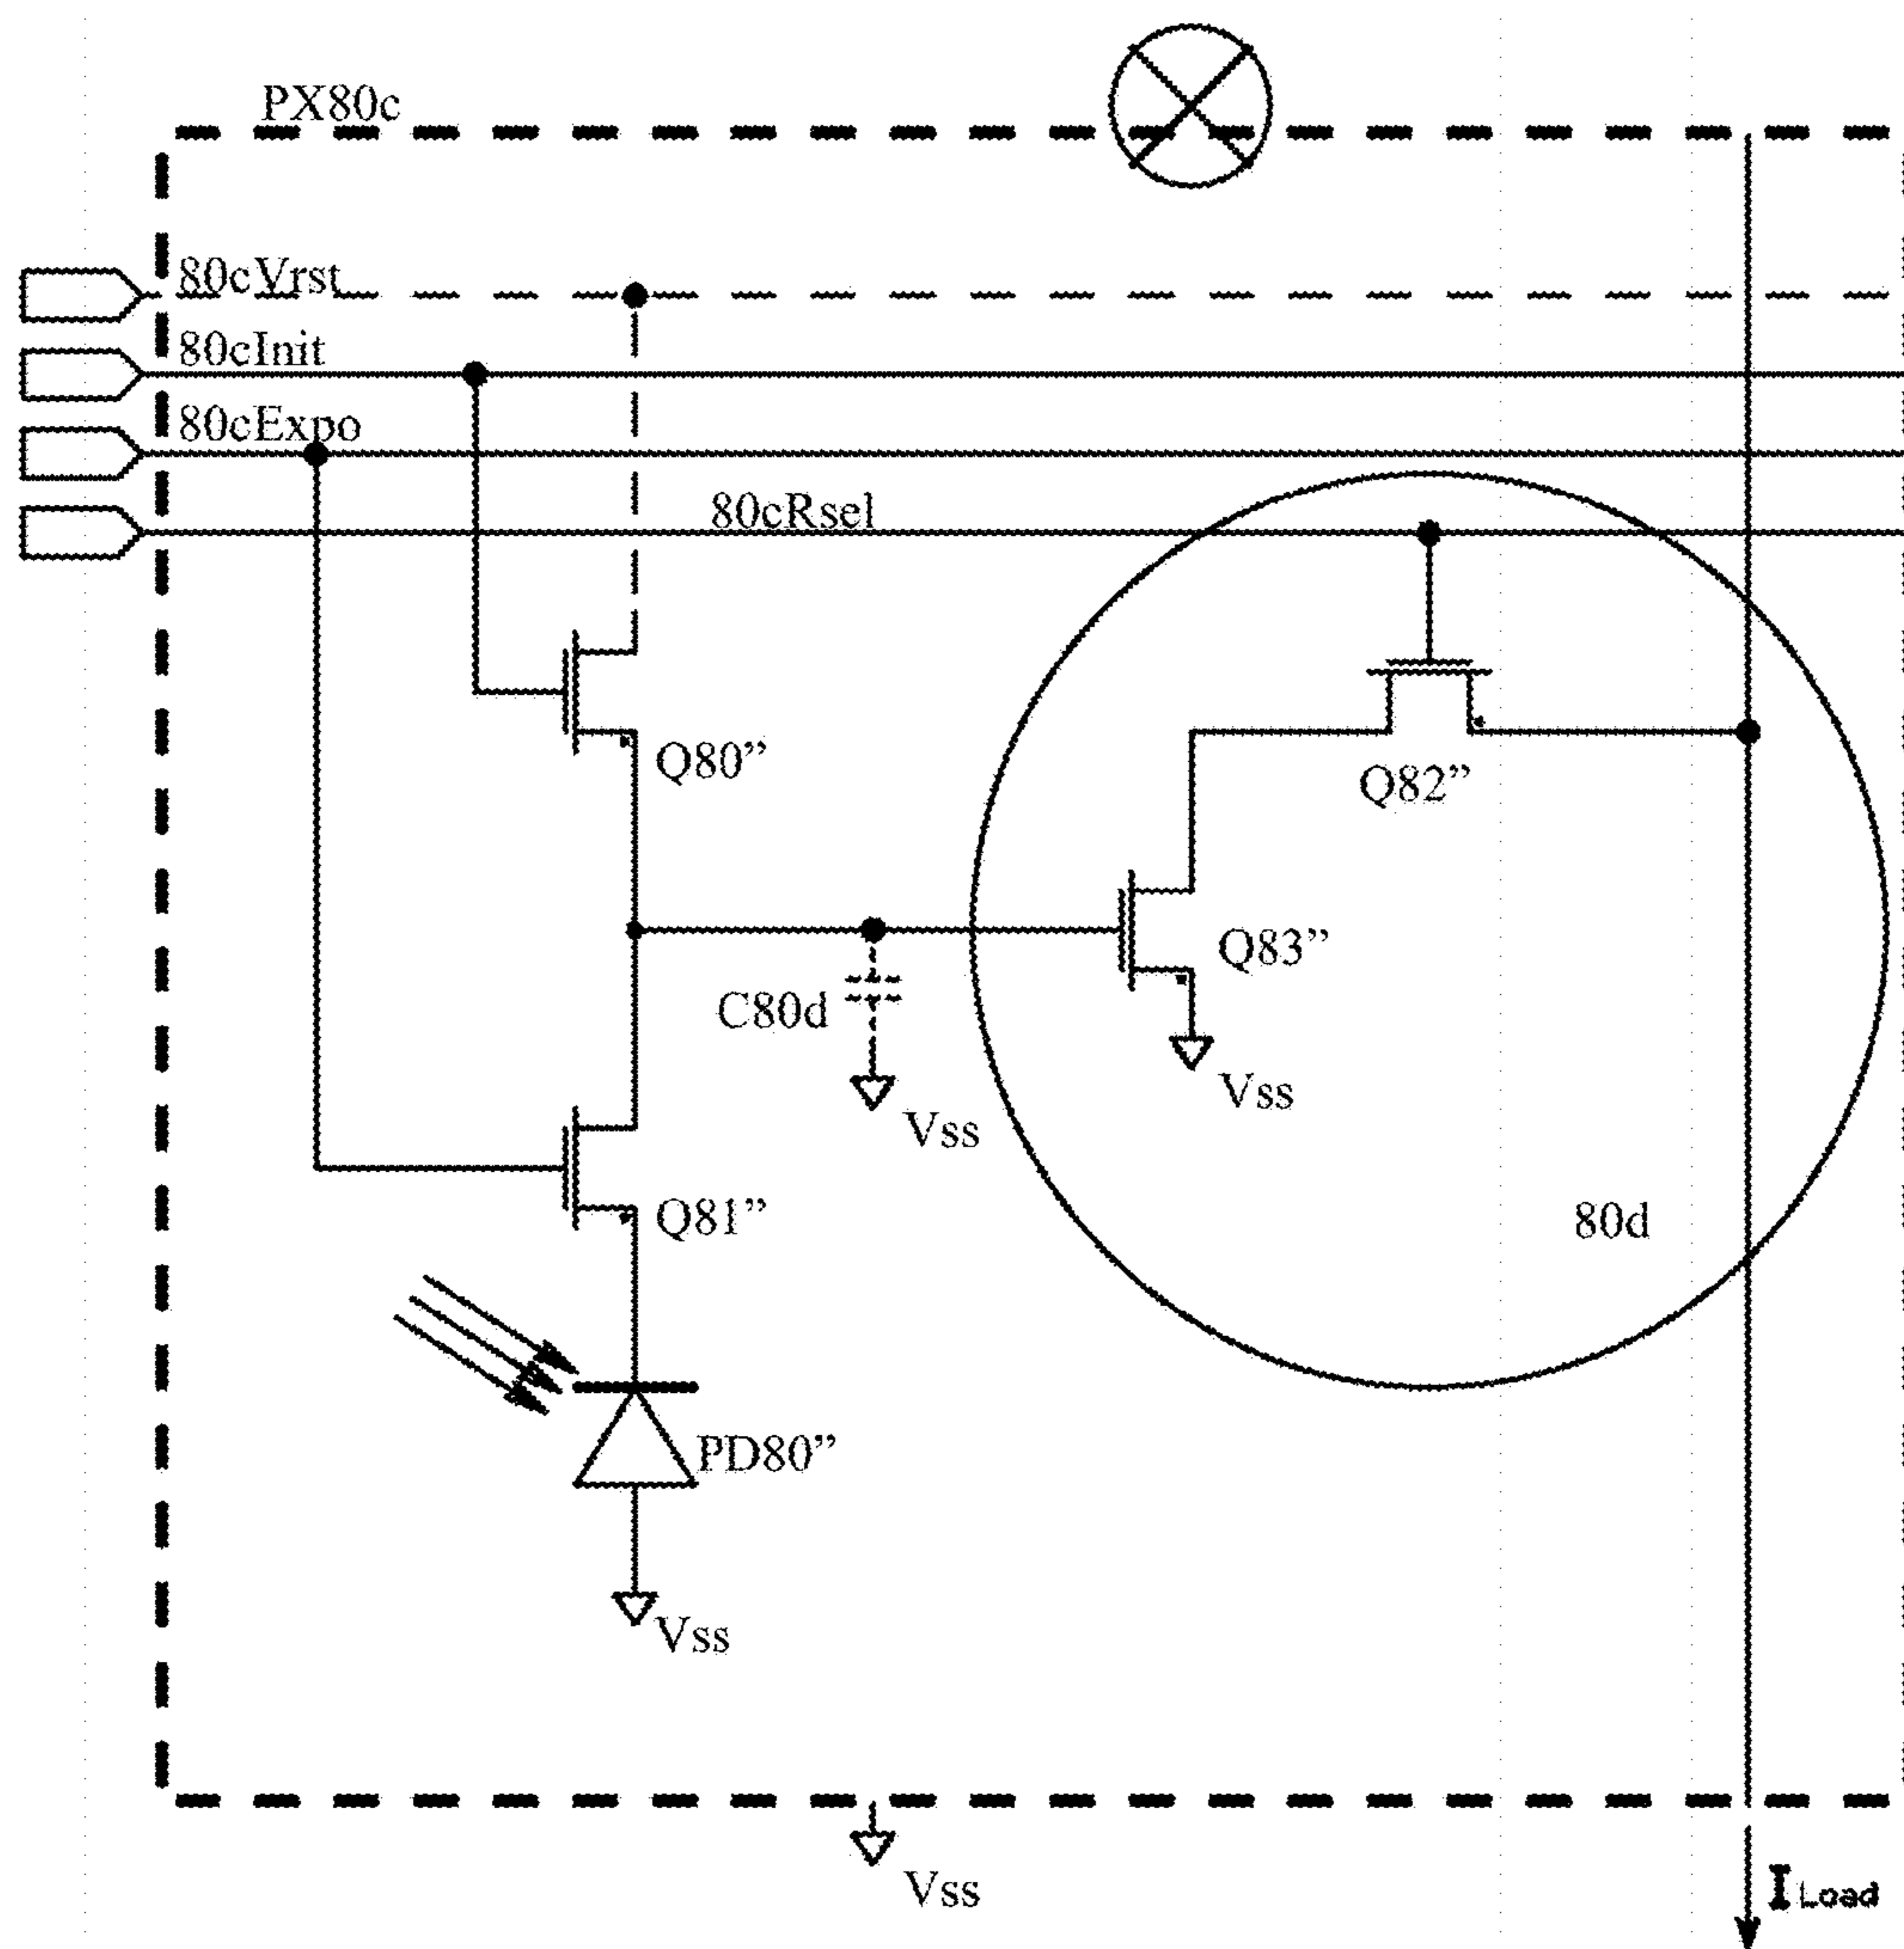 PX80c
80cVrst
80cInit
80cExpo
80cRsel
Q80”
Q82”
Q83”
C80d
Vss
Vss
Q81”
80d
PD80”
Vss
Vss
I Load